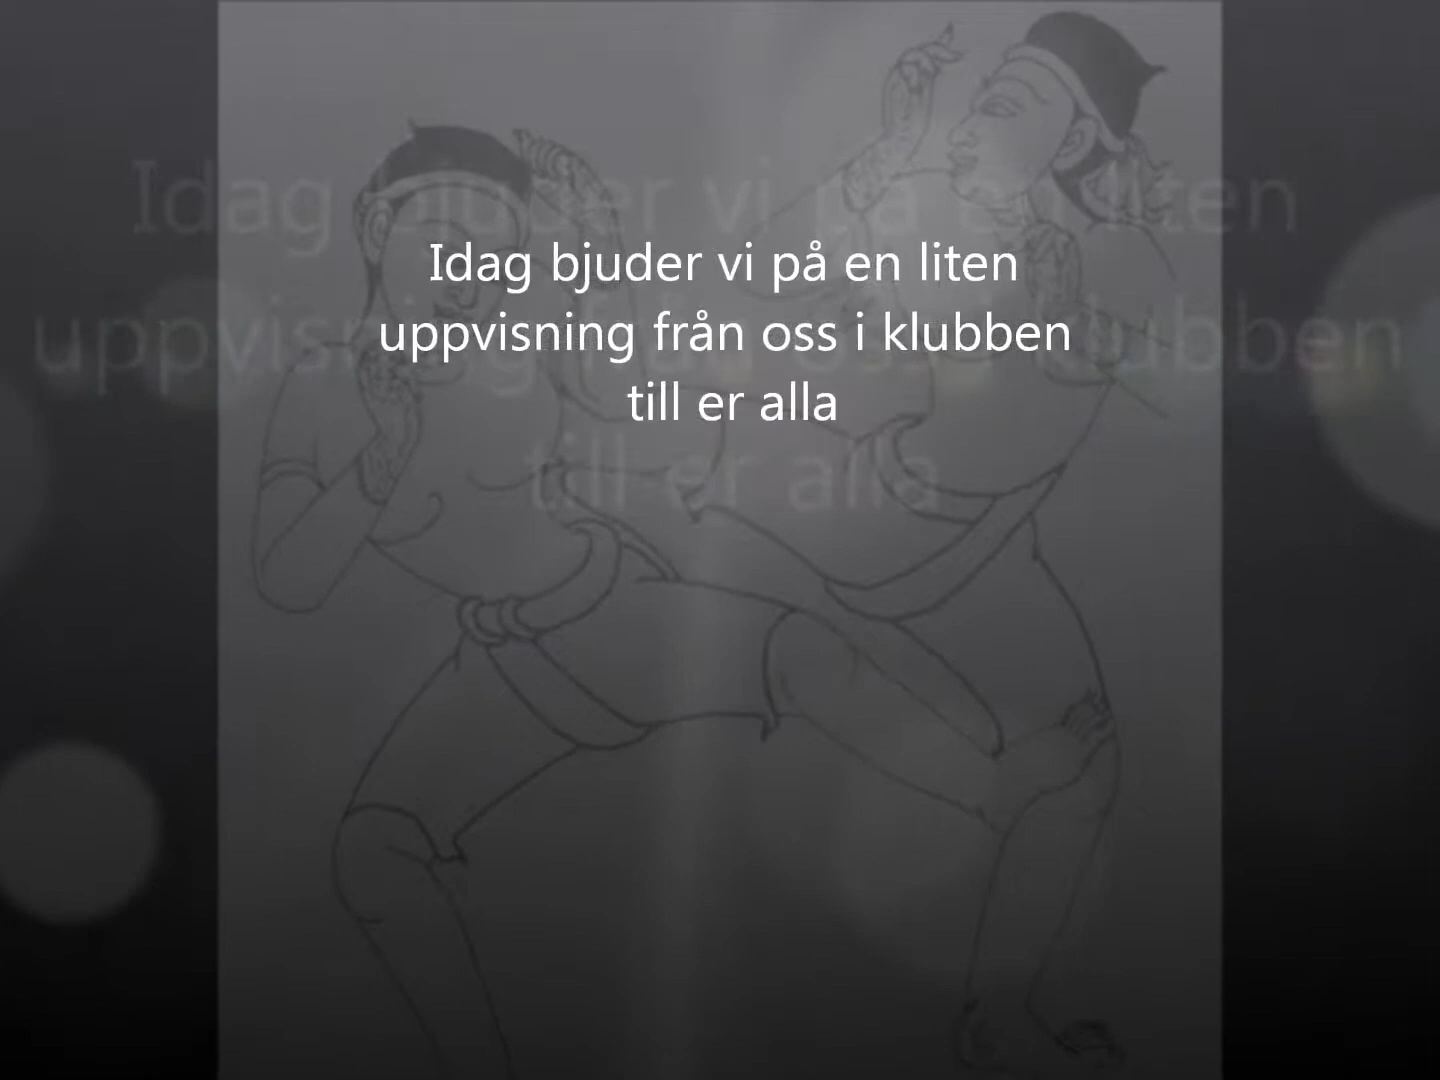 Idag bjuder vi på en liten
uppvisning från oss i klubben
till er alla